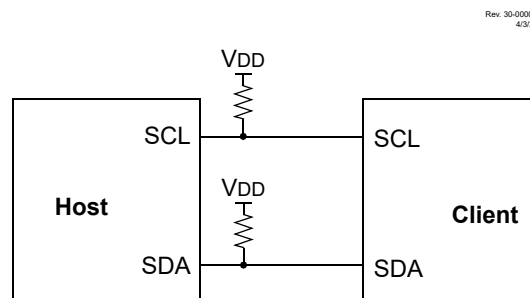 Rev. 30-0000
4/3/
VDD
SCL
SCL
VDD
Host
Client
SDA
SDA